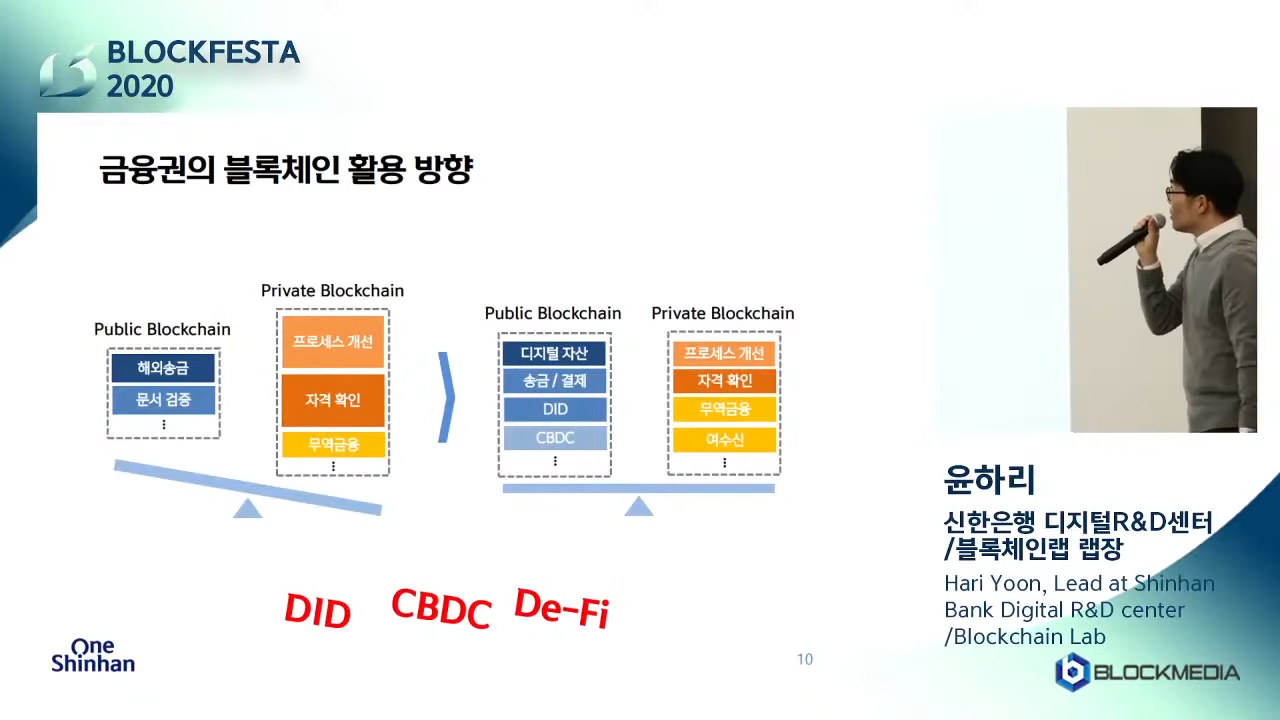 BLOCKFESTA
2020
금융권의 블록체인 활용 방향
Public Blockchain
해외송금
문서 검증
Private Blockchain
프로세스 개선
자격 확인
무역금융
Public Blockchain
디지털 자산
송금 / 결제
DID
CBDC
Private Blockchain
프로세스 개선
자격 확인
무역금융
여수신
DID CBDC De-Fi
One
Shinhan
10
윤하리
신한은행 디지털R&D센터
/블록체인랩 랩장
Hari Yoon, Lead at Shinhan
Bank Digital R&D center
/Blockchain Lab
BLOCKMEDIA